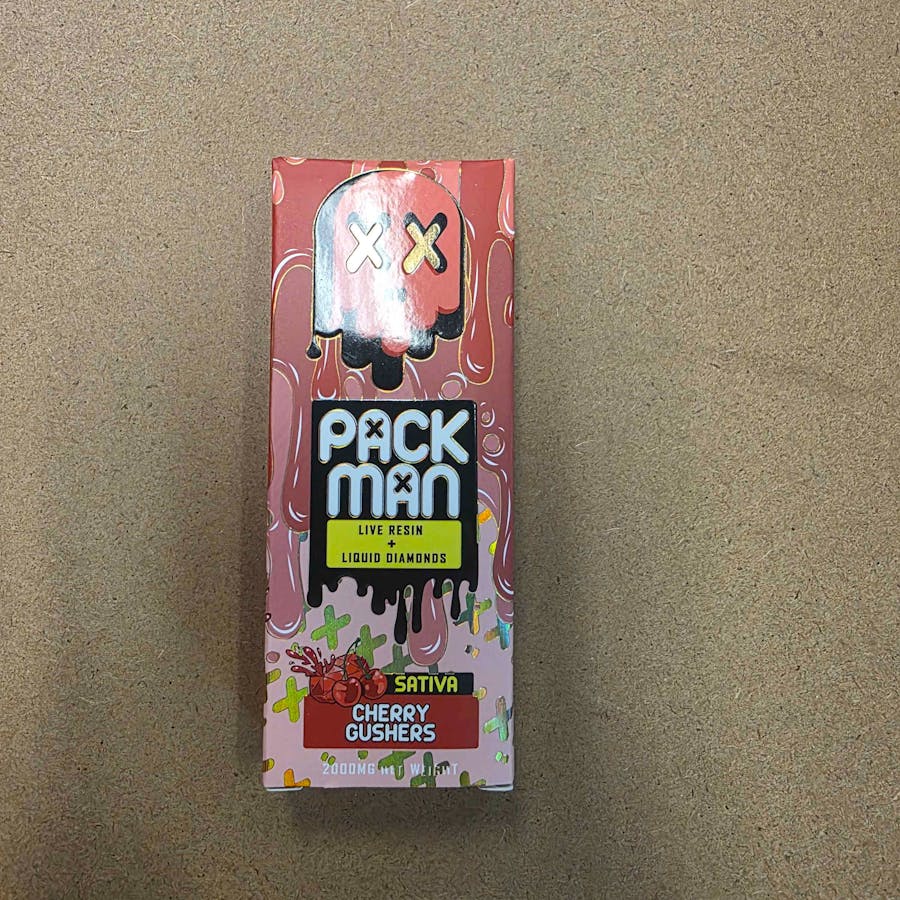 PACK
MAN
LIVE RESIN
+
LIQUID DIAMONDS
SATIVA
CHERRY
GUSHERS
2000MG NET WEIGHT